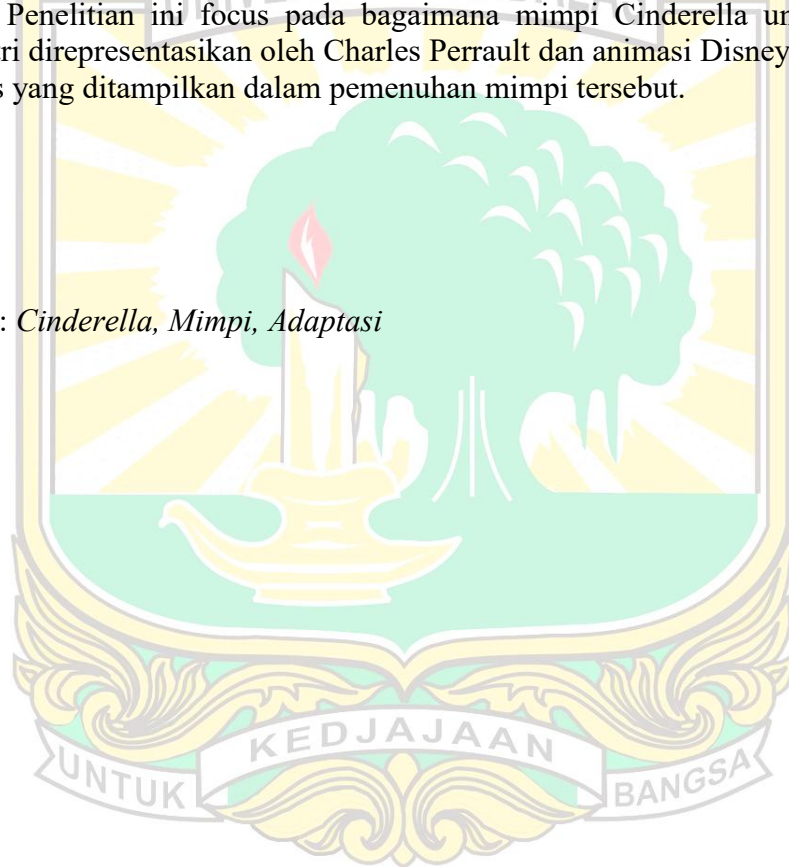 Penelitian ini focus pada bagaimana mimpi Cinderella
direpresentasikan oleh Charles Perrault dan animasi Disney
yang ditampilkan dalam pemenuhan mimpi tersebut.
: Cinderella, Mimpi, Adaptasi
UNTUK KEDJAJAAN BANGSA